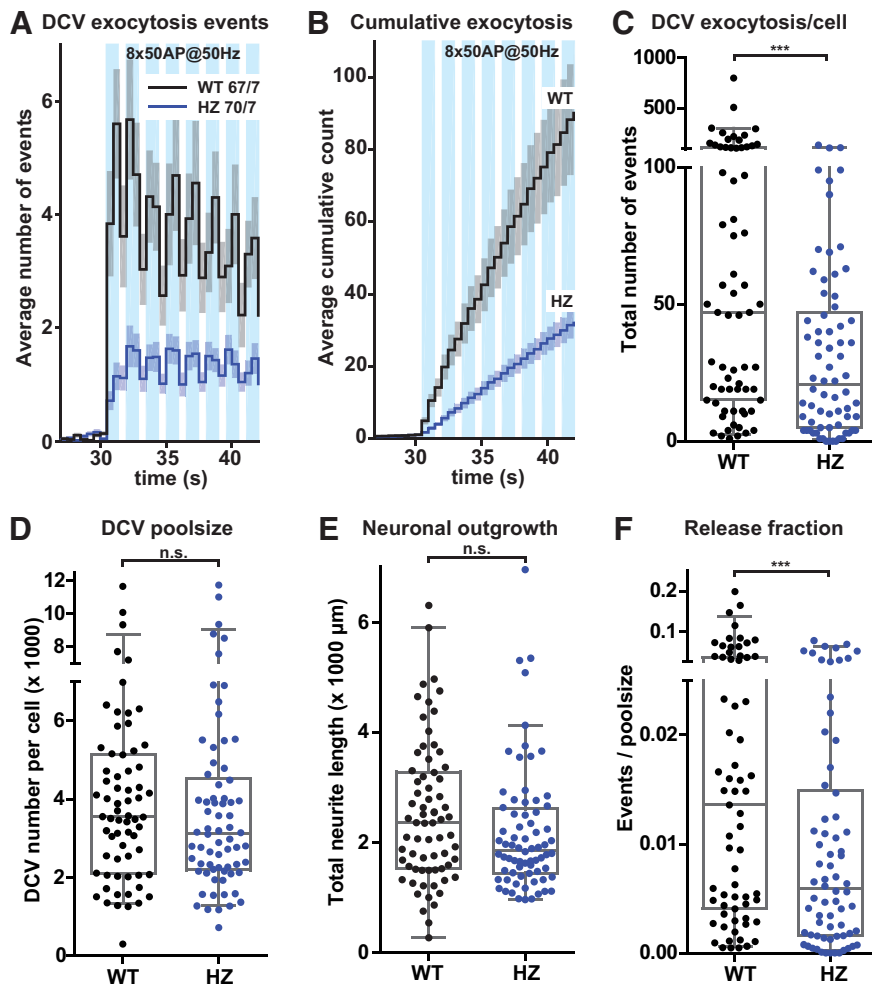 A DCV exocytosis events
8x50AP@50Hz
WT 67/7
HZ 70/7
Average number of events
6
4
2
0
30
35
40
time (s)
B Cumulative exocytosis
8x50AP@50Hz
WT
HZ
Average cumulative count
100
80
60
40
20
0
30
35
40
time (s)
C DCV exocytosis/cell
***
Total number of events
1000
500
100
50
0
WT
HZ
D DCV poolsize
n.s.
DCV number per cell (x 1000)
12
10
8
6
4
2
0
WT
HZ
E Neuronal outgrowth
n.s.
Total neurite length (x 1000 µm)
6
4
2
0
WT
HZ
F Release fraction
***
Events / poolsize
0.2
0.1
0.02
0.01
0.00
WT
HZ